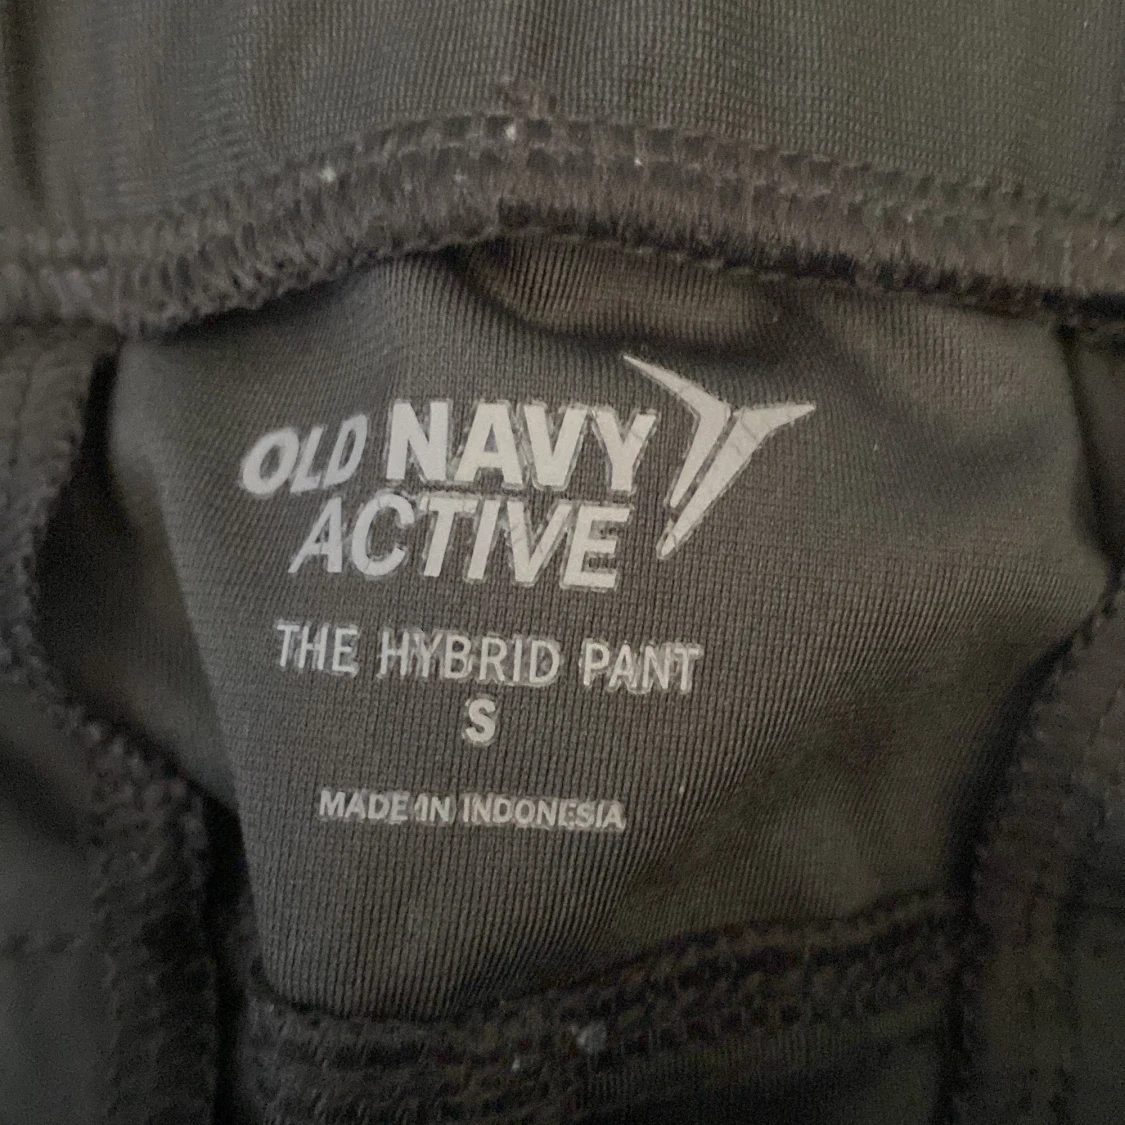 OLD NAVY
ACTIVE
THE HYBRID PANT
S
MADE IN INDONESIA